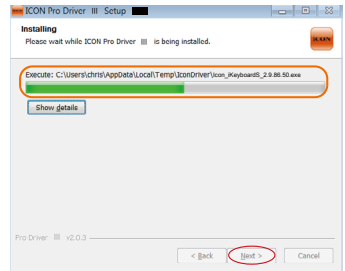 ICON Pro Driver III Setup
Installing
Please wait while ICON Pro Driver III is being installed.
ICON
Execute: C:\Users\chris\AppData\Local\Temp\IconDriver\Icon_iKeyboardS_2.9.86.50.exe
Show details
Pro Driver III v2.0.3
< Back
Next >
Cancel